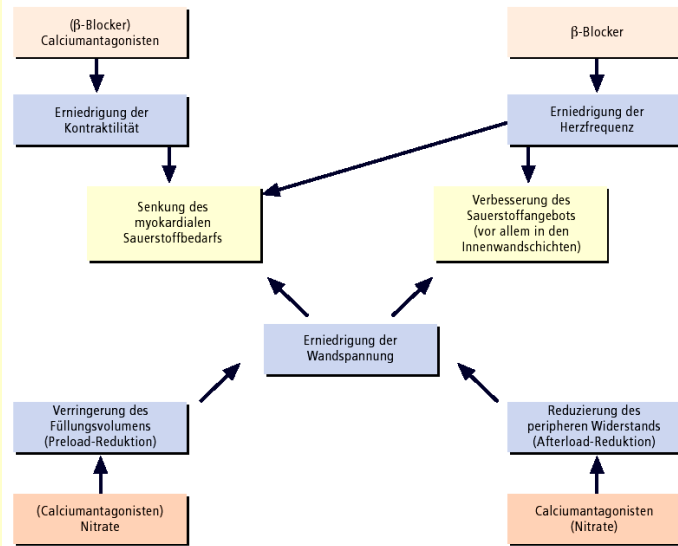 (β-Blocker)
Calciumantagonisten
β-Blocker
Erniedrigung der
Kontraktilität
Erniedrigung der
Herzfrequenz
Senkung des
myokardialen
Sauerstoffbedarfs
Verbesserung des
Sauerstoffangebots
(vor allem in den
Innenwandschichten)
Erniedrigung der
Wandspannung
Verringerung des
Füllungsvolumens
(Preload-Reduktion)
Reduzierung des
peripheren Widerstands
(Afterload-Reduktion)
(Calciumantagonisten)
Nitrate
Calciumantagonisten
(Nitrate)